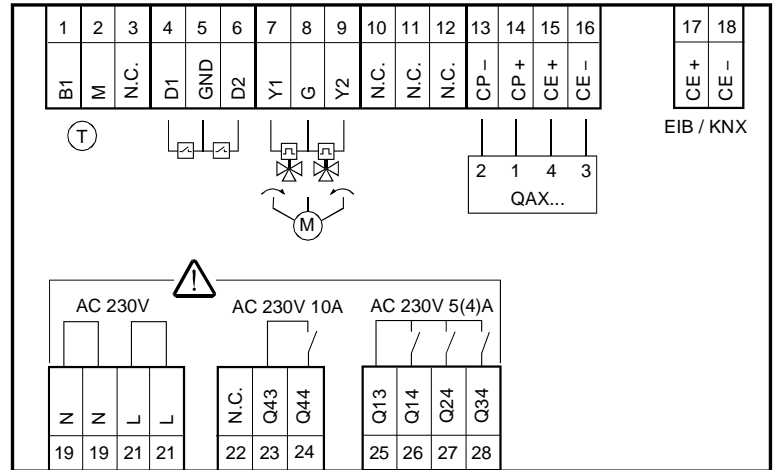 1 2 3 4 5 6 7 8 9 10 11 12 13 14 15 16 17 18
B1 M N.C. D1 GND D2 Y1 G Y2 N.C. N.C. N.C. CP – CP + CE + CE – CE + CE –
T
EIB / KNX
2 1 4 3
QAX...
M
!
AC 230V AC 230V 10A AC 230V 5(4)A
N N L L N.C. Q43 Q44 Q13 Q14 Q24 Q34
19 19 21 21 22 23 24 25 26 27 28